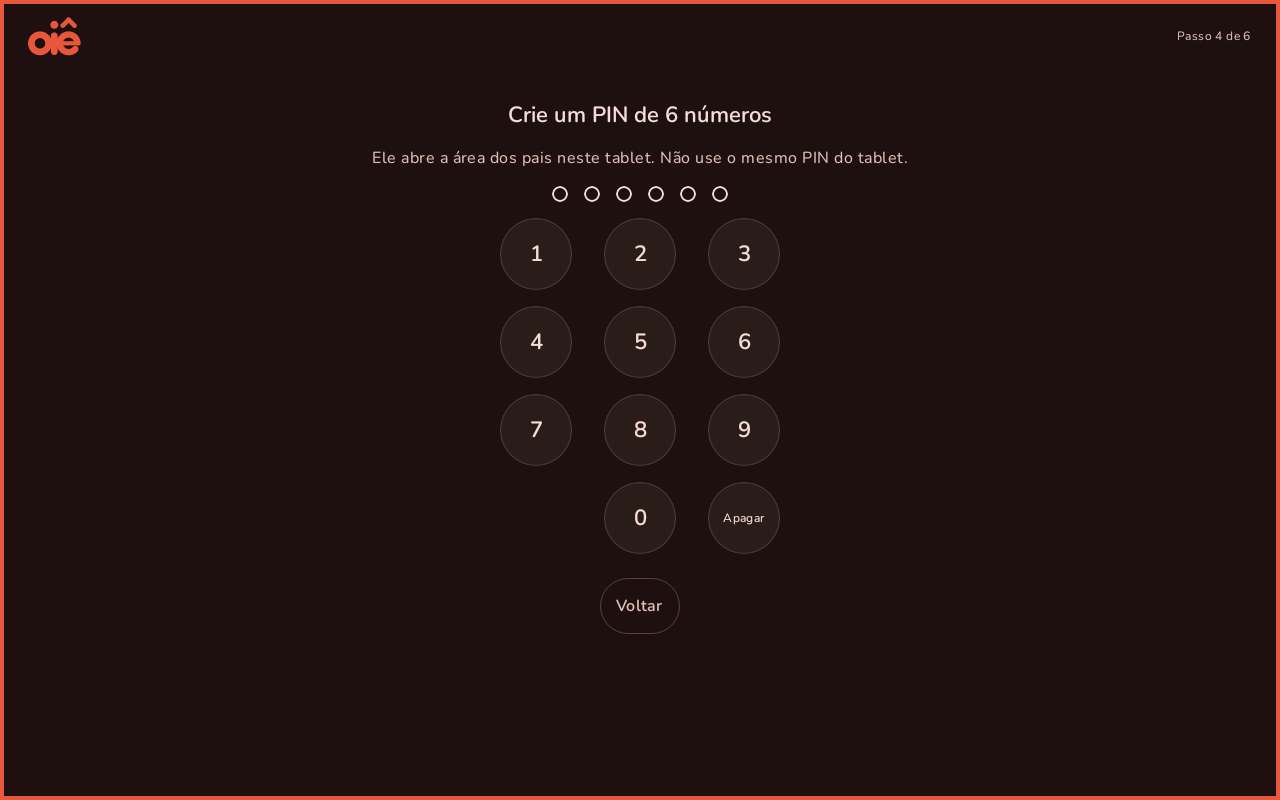 oiê
Passo 4 de 6
Crie um PIN de 6 números
Ele abre a área dos pais neste tablet. Não use o mesmo PIN do tablet.
1 2 3
4 5 6
7 8 9
0 Apagar
Voltar